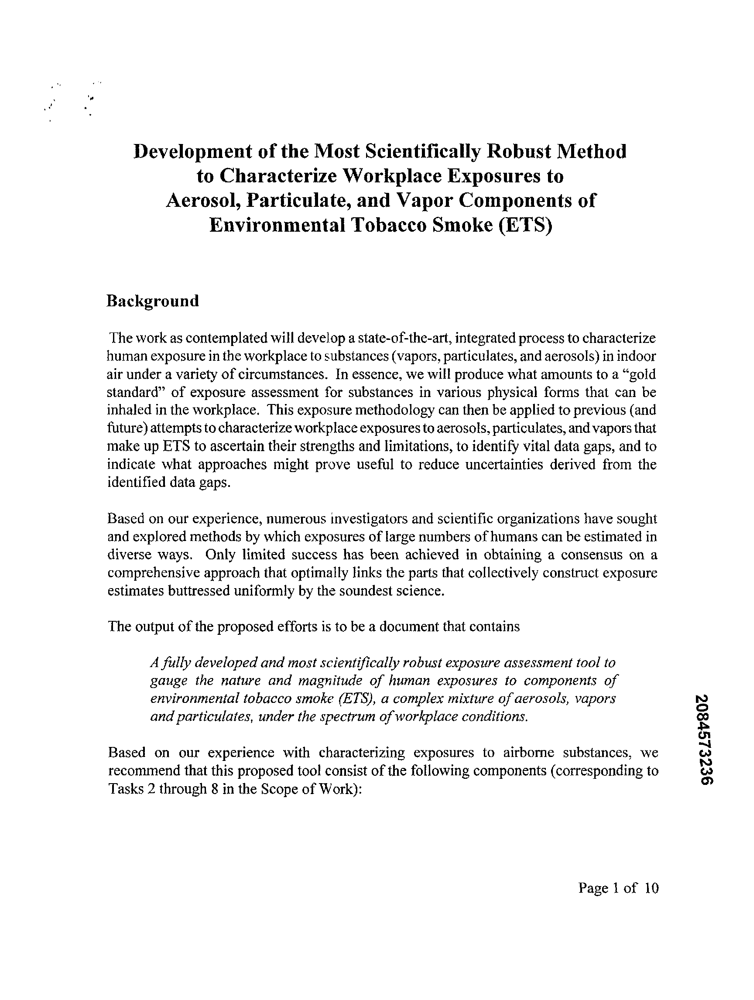 Development of the Most Scientifically Robust Method
to Characterize Workplace Exposures to
Aerosol, Particulate, and Vapor Components of
Environmental Tobacco Smoke (ETS)
Background
The work as contemplated will develop a state-of-the-art, integrated process to characterize
human exposure in the workplace to substances (vapors, particulates, and aerosols) in indoor
air under a variety of circumstances. In essence, we will produce what amounts to a “gold
standard” of exposure assessment for substances in various physical forms that can be
inhaled in the workplace. This exposure methodology can then be applied to previous (and
future) attempts to characterize workplace exposures to aerosols, particulates, and vapors that
make up ETS to ascertain their strengths and limitations, to identify vital data gaps, and to
indicate what approaches might prove useful to reduce uncertainties derived from the
identified data gaps.
Based on our experience, numerous investigators and scientific organizations have sought
and explored methods by which exposures of large numbers of humans can be estimated in
diverse ways. Only limited success has been achieved in obtaining a consensus on a
comprehensive approach that optimally links the parts that collectively construct exposure
estimates buttressed uniformly by the soundest science.
The output of the proposed efforts is to be a document that contains
A fully developed and most scientifically robust exposure assessment tool to
gauge the nature and magnitude of human exposures to components of
environmental tobacco smoke (ETS), a complex mixture of aerosols, vapors
and particulates, under the spectrum of workplace conditions.
Based on our experience with characterizing exposures to airborne substances, we
recommend that this proposed tool consist of the following components (corresponding to
Tasks 2 through 8 in the Scope of Work):
2084573236
Page 1 of 10